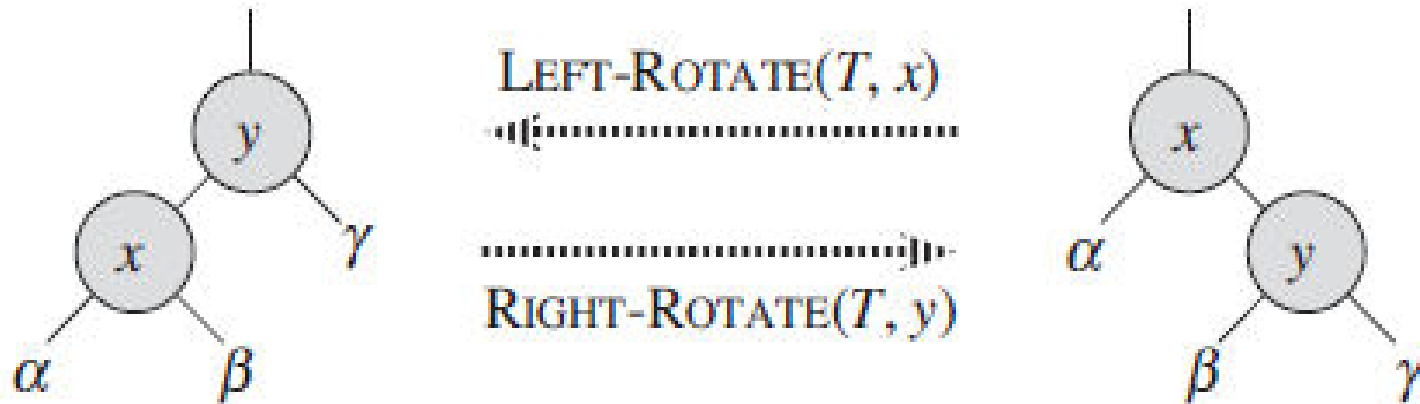 LEFT-ROTATE(T, x)
y
x
x
γ
α
y
RIGHT-ROTATE(T, y)
α
β
β
γ